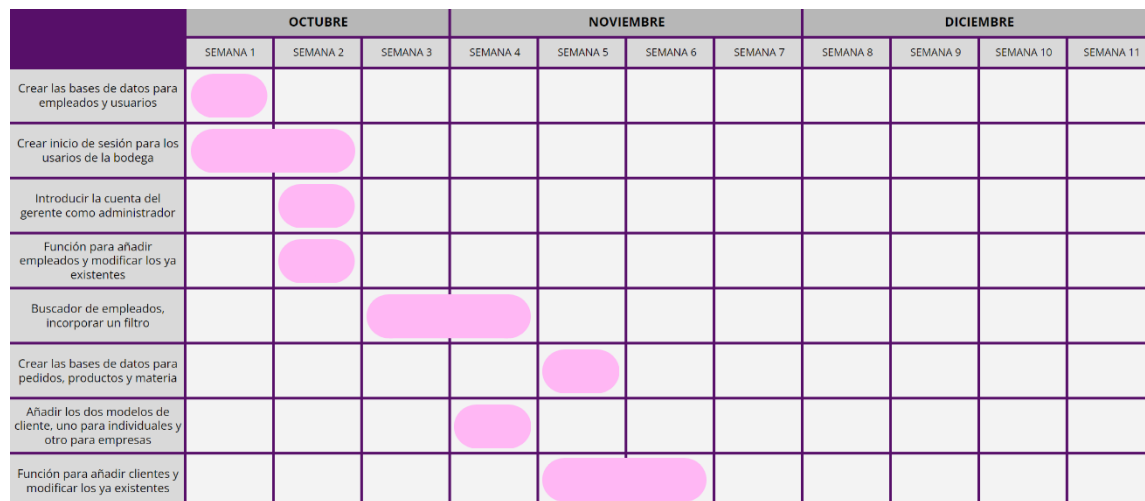 OCTUBRE NOVIEMBRE DICIEMBRE
SEMANA 1 SEMANA 2 SEMANA 3 SEMANA 4 SEMANA 5 SEMANA 6 SEMANA 7 SEMANA 8 SEMANA 9 SEMANA 10 SEMANA 11
Crear las bases de datos para
empleados y usuarios
Crear inicio de sesión para los
usarios de la bodega
Introducir la cuenta del
gerente como administrador
Función para añadir
empleados y modificar los ya
existentes
Buscador de empleados,
incorporar un filtro
Crear las bases de datos para
pedidos, productos y materia
Añadir los dos modelos de
cliente, uno para individuales y
otro para empresas
Función para añadir clientes y
modificar los ya existentes